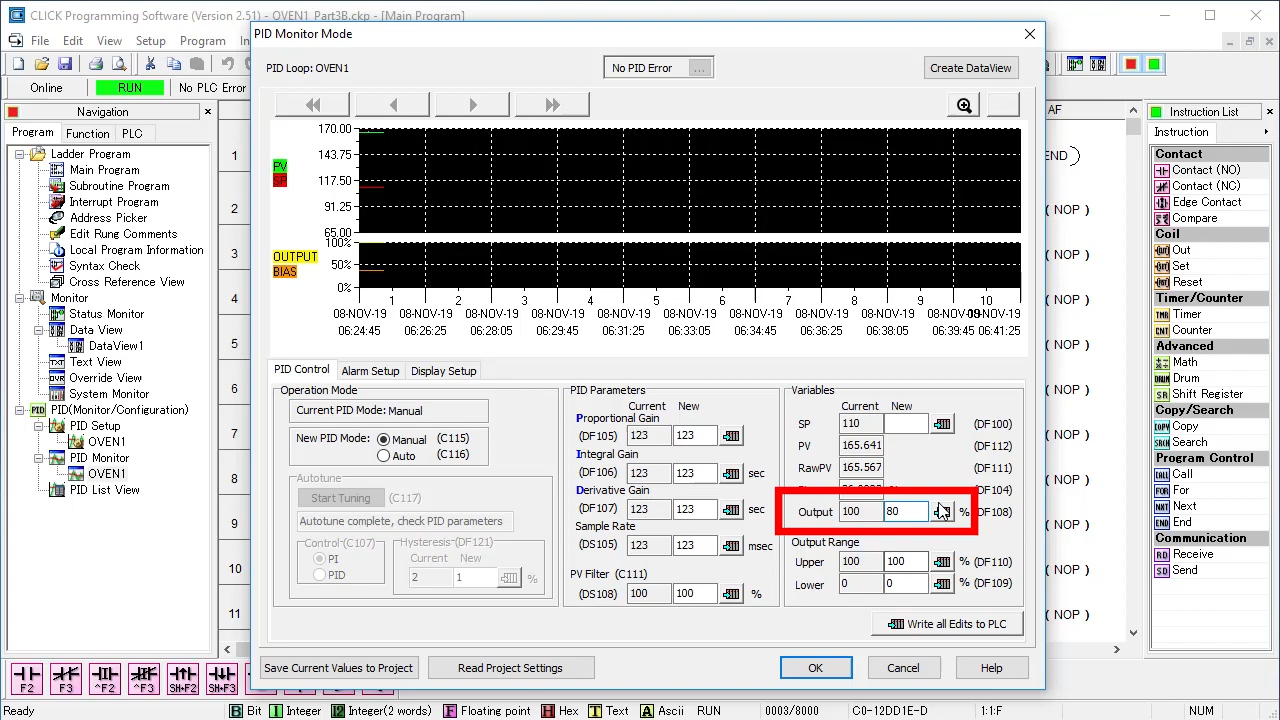 CLICK Programming Software (Version 2.51) - OVEN1_Part3B.ckp - [Main Program]
File Edit View Setup Program
Online RUN No PLC Error
Navigation
Program Function PLC
Ladder Program
Main Program
Subroutine Program
Interrupt Program
Address Picker
Edit Rung Comments
Local Program Information
Syntax Check
Cross Reference View
Monitor
Status Monitor
Data View
DataView1
Text View
Override View
System Monitor
PID PID(Monitor/Configuration)
PID Setup
OVEN1
PID Monitor
OVEN1
PID List View
1
2
3
4
5
6
7
8
9
10
11
PID Monitor Mode
PID Loop: OVEN1 No PID Error ... Create DataView
170.00
143.75
PV
SP
117.50
91.25
65.00
100%
OUTPUT
50%
BIAS
0%
1 2 3 4 5 6 7 8 9 10
08-NOV-19 08-NOV-19 08-NOV-19 08-NOV-19 08-NOV-19 08-NOV-19 08-NOV-19 08-NOV-19 08-NOV-19 08-NOV-19
06:24:45 06:26:25 06:28:05 06:29:45 06:31:25 06:33:05 06:34:45 06:36:25 06:38:05 06:39:45 06:41:25
PID Control Alarm Setup Display Setup
Operation Mode
Current PID Mode: Manual
New PID Mode: Manual (C115)
Auto (C116)
Autotune
Start Tuning (C117)
Autotune complete, check PID parameters
Control-(C107)
PI
PID
Hysteresis-(DF121)
Current New
2 1 %
PID Parameters
Current New
Proportional Gain
(DF105) 123 123
Integral Gain
(DF106) 123 123 sec
Derivative Gain
(DF107) 123 123 sec
Sample Rate
(DS105) 123 123 msec
PV Filter (C111)
(DS108) 100 100 %
Variables
Current New
SP 110 (DF100)
PV 165.641 (DF112)
RawPV 165.567 (DF111)
(DF104)
Output 100 80 % (DF108)
Output Range
Upper 100 100 % (DF110)
Lower 0 0 % (DF109)
Write all Edits to PLC
Save Current Values to Project Read Project Settings OK Cancel Help
AF
END
( NOP )
( NOP )
( NOP )
( NOP )
( NOP )
( NOP )
( NOP )
( NOP )
( NOP )
( NOP )
Instruction List
Instruction
Contact
Contact (NO)
Contact (NC)
Edge Contact
Compare
Coil
Out
Set
Reset
Timer/Counter
TMR Timer
CNT Counter
Advanced
Math
DRUM Drum
SR Shift Register
Copy/Search
COPY Copy
SRCH Search
Program Control
CALL Call
FOR For
NEXT Next
END End
Communication
RD Receive
SD Send
F2 F3 ^F2 ^F3 SH+F2 SH+F3
Ready B Bit I Integer I2 Integer(2 words) F Floating point H Hex T Text A Ascii RUN 0003/8000 C0-12DD1E-D 1:1:F NUM